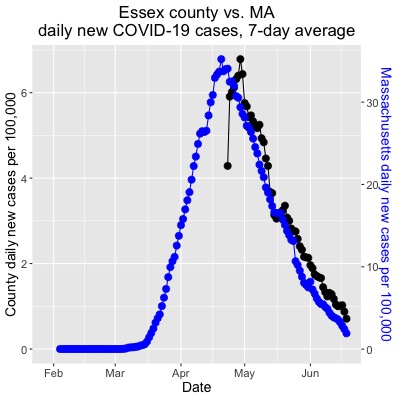 Essex county vs. MA
daily new COVID-19 cases, 7-day average
County daily new cases per 100,000
6
4
2
0
Massachusetts daily new cases per 100,000
30
20
10
0
Feb Mar Apr May Jun
Date